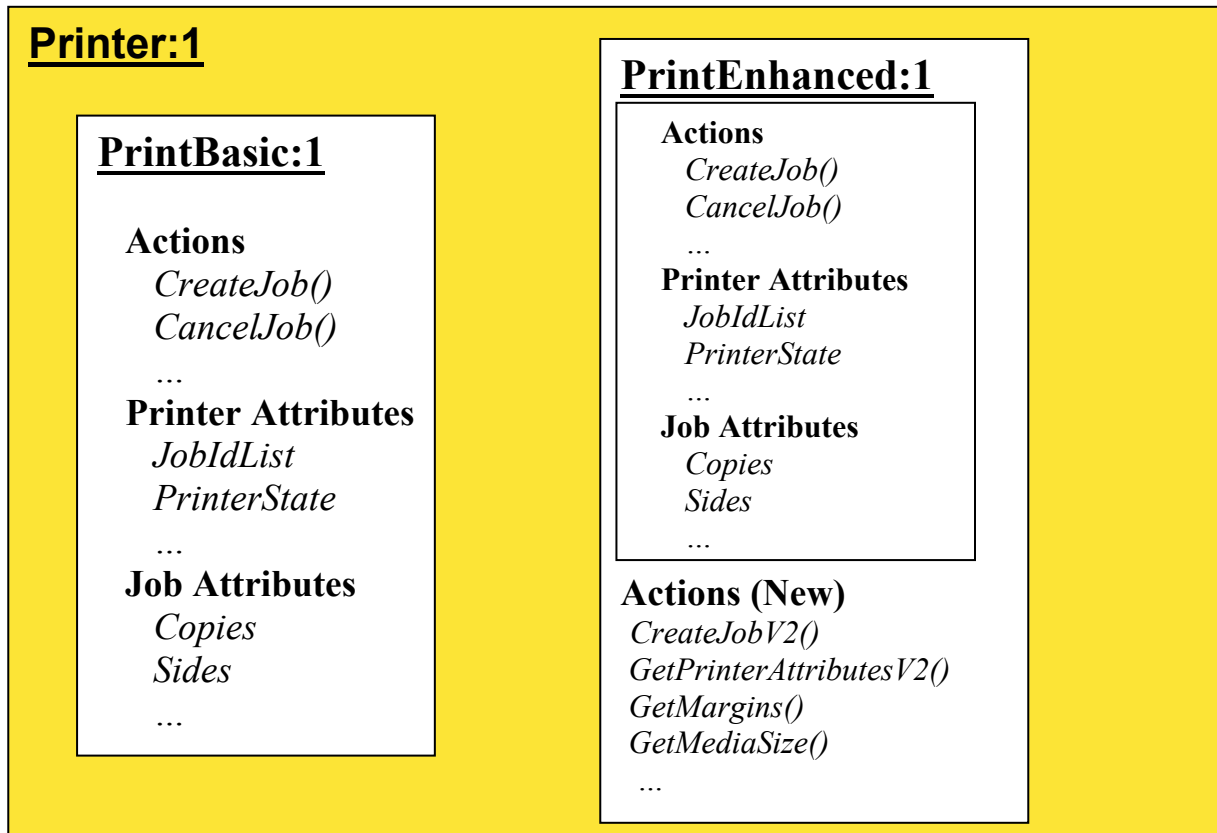 Printer:1
PrintBasic:1
Actions
CreateJob()
CancelJob()
...
Printer Attributes
JobIdList
PrinterState
...
Job Attributes
Copies
Sides
...
PrintEnhanced:1
Actions
CreateJob()
CancelJob()
...
Printer Attributes
JobIdList
PrinterState
...
Job Attributes
Copies
Sides
...
Actions (New)
CreateJobV2()
GetPrinterAttributesV2()
GetMargins()
GetMediaSize()
...